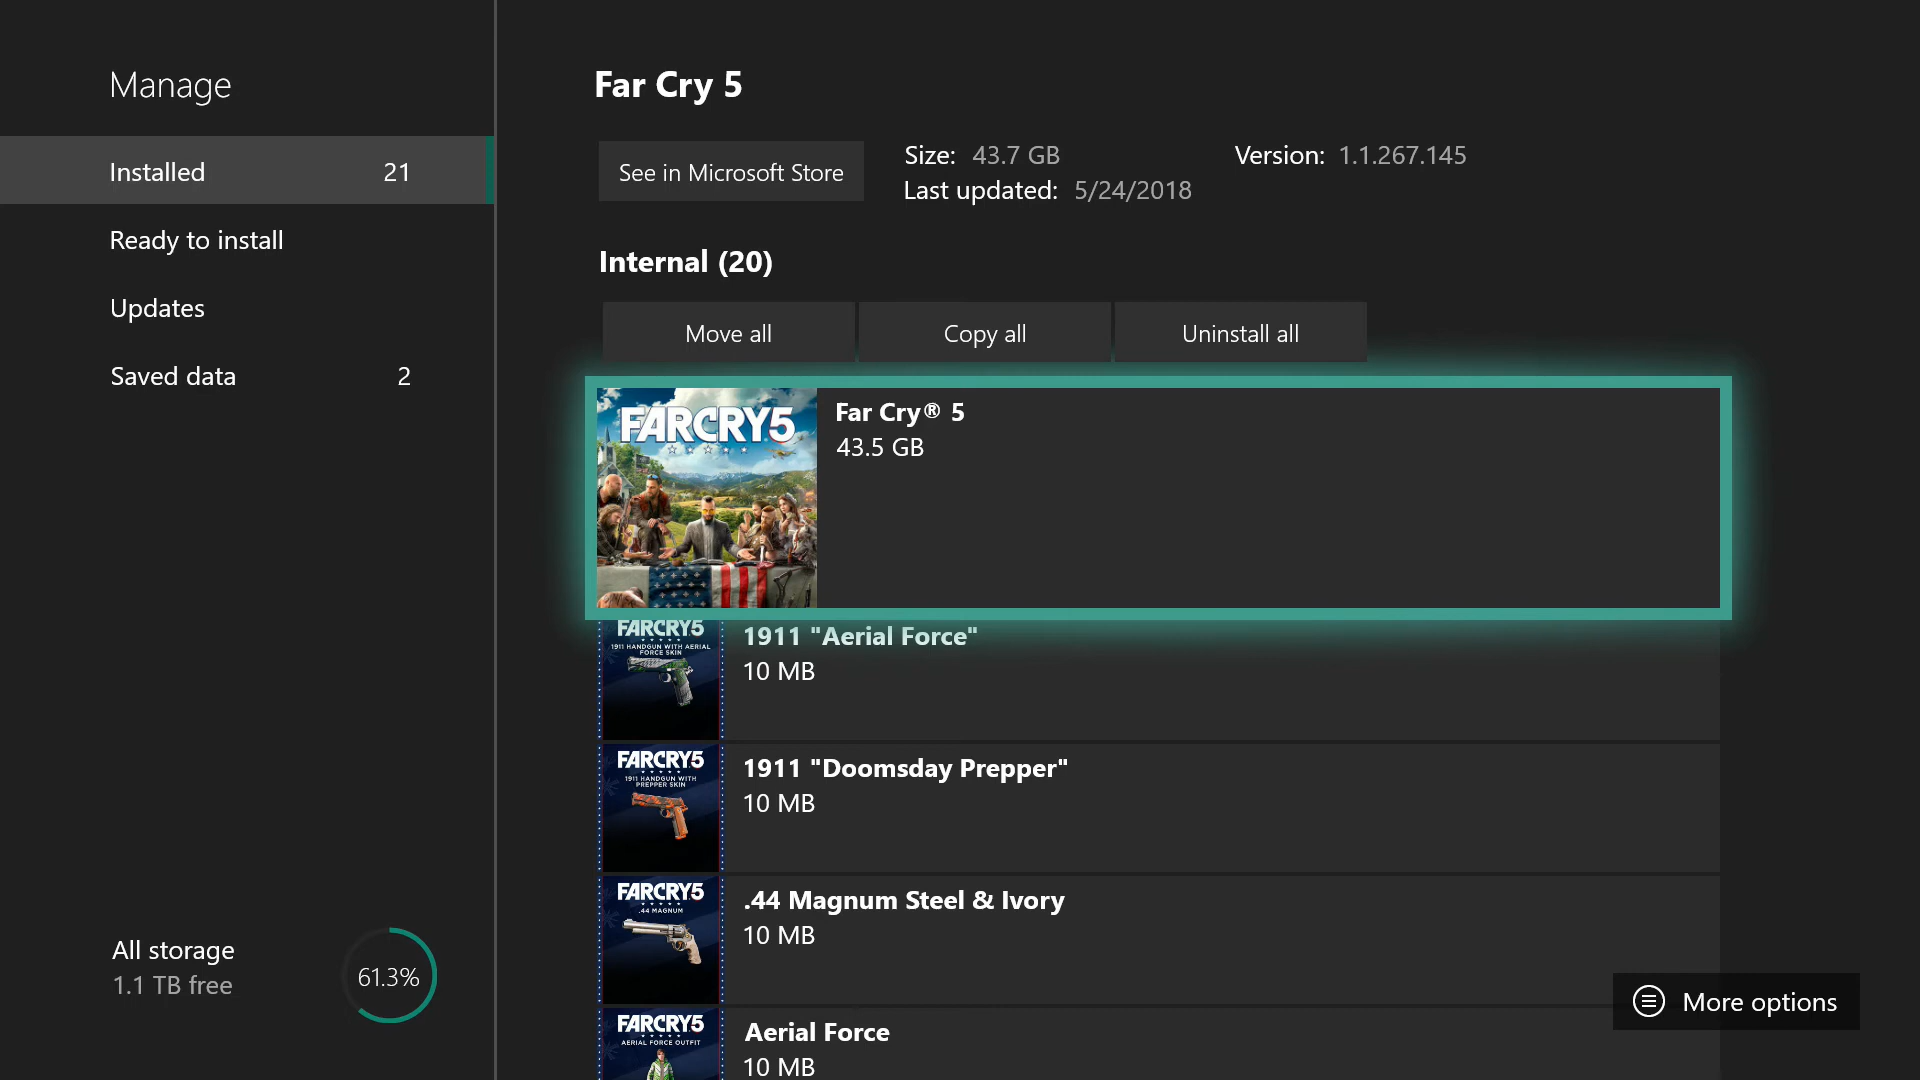 Manage
Installed 21
Ready to install
Updates
Saved data 2
All storage
1.1 TB free
61.3%
Far Cry 5
See in Microsoft Store
Size: 43.7 GB
Last updated: 5/24/2018
Version: 1.1.267.145
Internal (20)
Move all
Copy all
Uninstall all
FARCRY5
Far Cry® 5
43.5 GB
FARCRY5
1911 HANDGUN WITH AERIAL
FORCE SKIN
1911 "Aerial Force"
10 MB
FARCRY5
1911 HANDGUN WITH
PREPPER SKIN
1911 "Doomsday Prepper"
10 MB
FARCRY5
.44 MAGNUM
.44 Magnum Steel & Ivory
10 MB
FARCRY5
AERIAL FORCE OUTFIT
Aerial Force
10 MB
More options